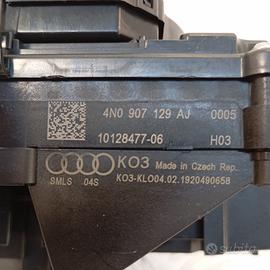 4N0 907 129 AJ 0005
10128477-06 H03
KO3 Made in Czech Rep.
SMLS .04S KO3-KLO04.02.1920490658
subito